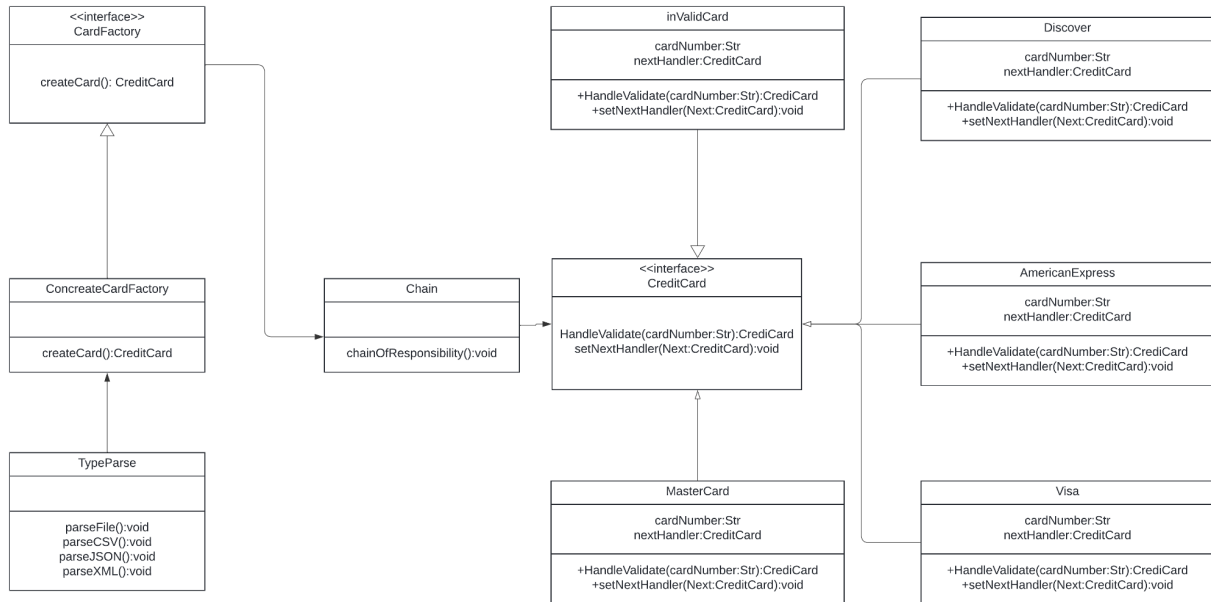 <<interface>>
CardFactory
createCard(): CreditCard
inValidCard
cardNumber:Str
nextHandler:CreditCard
+HandleValidate(cardNumber:Str):CrediCard
+setNextHandler(Next:CreditCard):void
Discover
cardNumber:Str
nextHandler:CreditCard
+HandleValidate(cardNumber:Str):CrediCard
+setNextHandler(Next:CreditCard):void
ConcreateCardFactory
createCard():CreditCard
Chain
chainOfResponsibility():void
<<interface>>
CreditCard
HandleValidate(cardNumber:Str):CrediCard
setNextHandler(Next:CreditCard):void
AmericanExpress
cardNumber:Str
nextHandler:CreditCard
+HandleValidate(cardNumber:Str):CrediCard
+setNextHandler(Next:CreditCard):void
TypeParse
parseFile():void
parseCSV():void
parseJSON():void
parseXML():void
MasterCard
cardNumber:Str
nextHandler:CreditCard
+HandleValidate(cardNumber:Str):CrediCard
+setNextHandler(Next:CreditCard):void
Visa
cardNumber:Str
nextHandler:CreditCard
+HandleValidate(cardNumber:Str):CrediCard
+setNextHandler(Next:CreditCard):void